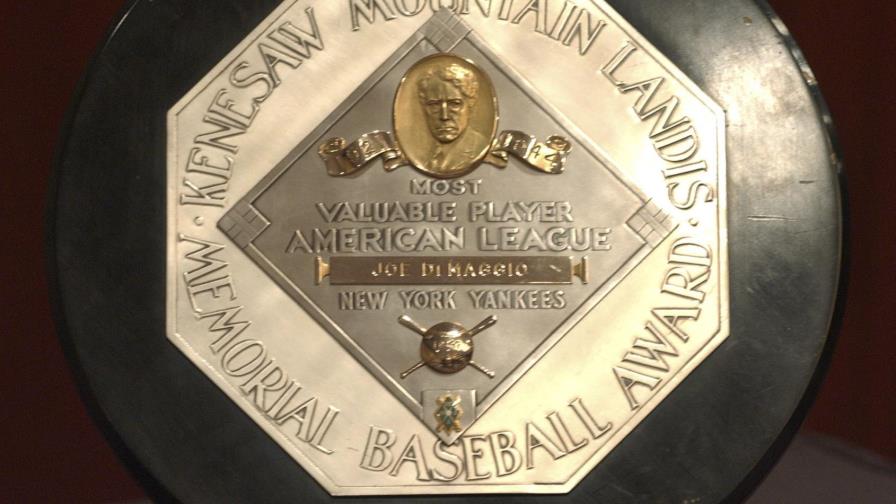 KENESAW MOUNTAIN LANDIS
MEMORIAL BASEBALL AWARD
MOST
VALUABLE PLAYER
AMERICAN LEAGUE
JOE DI MAGGIO
NEW YORK YANKEES